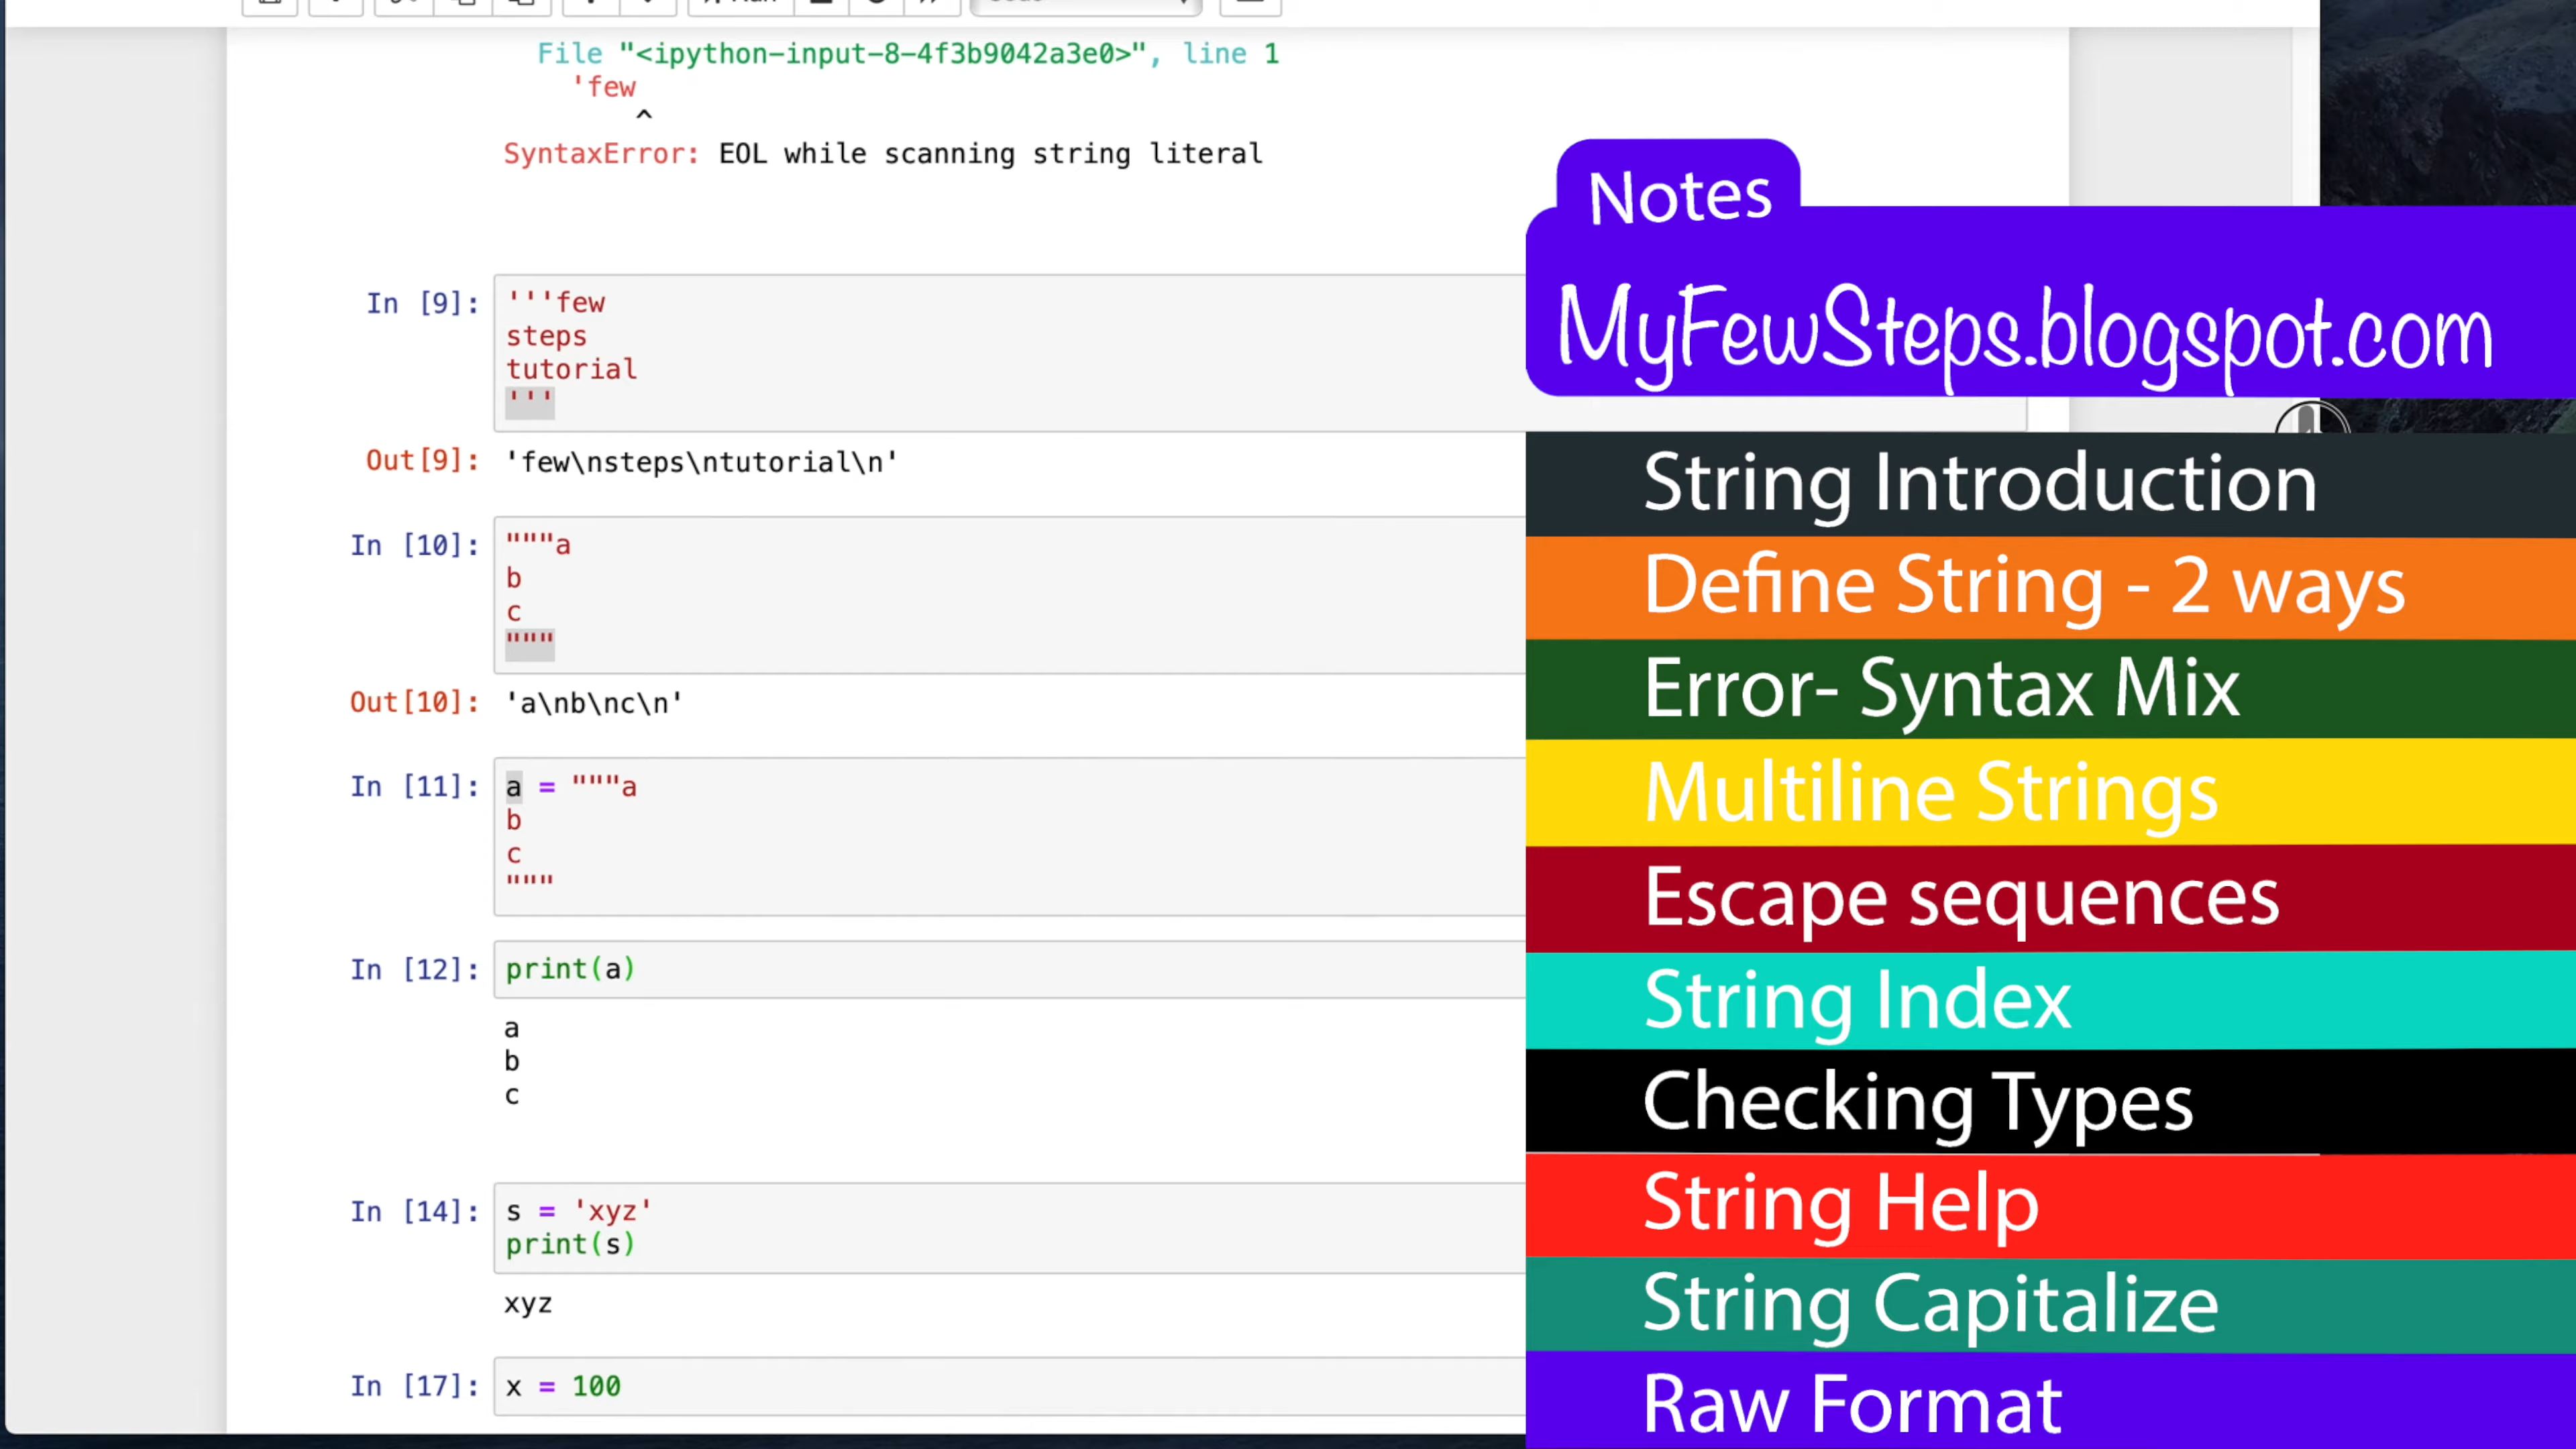 File "<ipython-input-8-4f3b9042a3e0>", line 1
'few
^
SyntaxError: EOL while scanning string literal
In [9]: '''few
steps
tutorial
'''
Out[9]: 'few\nsteps\ntutorial\n'
In [10]: """a
b
c
"""
Out[10]: 'a\nb\nc\n'
In [11]: a = """a
b
c
"""
In [12]: print(a)
a
b
c
In [14]: s = 'xyz'
print(s)
xyz
In [17]: x = 100
Notes
MyFewSteps.blogspot.com
String Introduction
Define String - 2 ways
Error- Syntax Mix
Multiline Strings
Escape sequences
String Index
Checking Types
String Help
String Capitalize
Raw Format